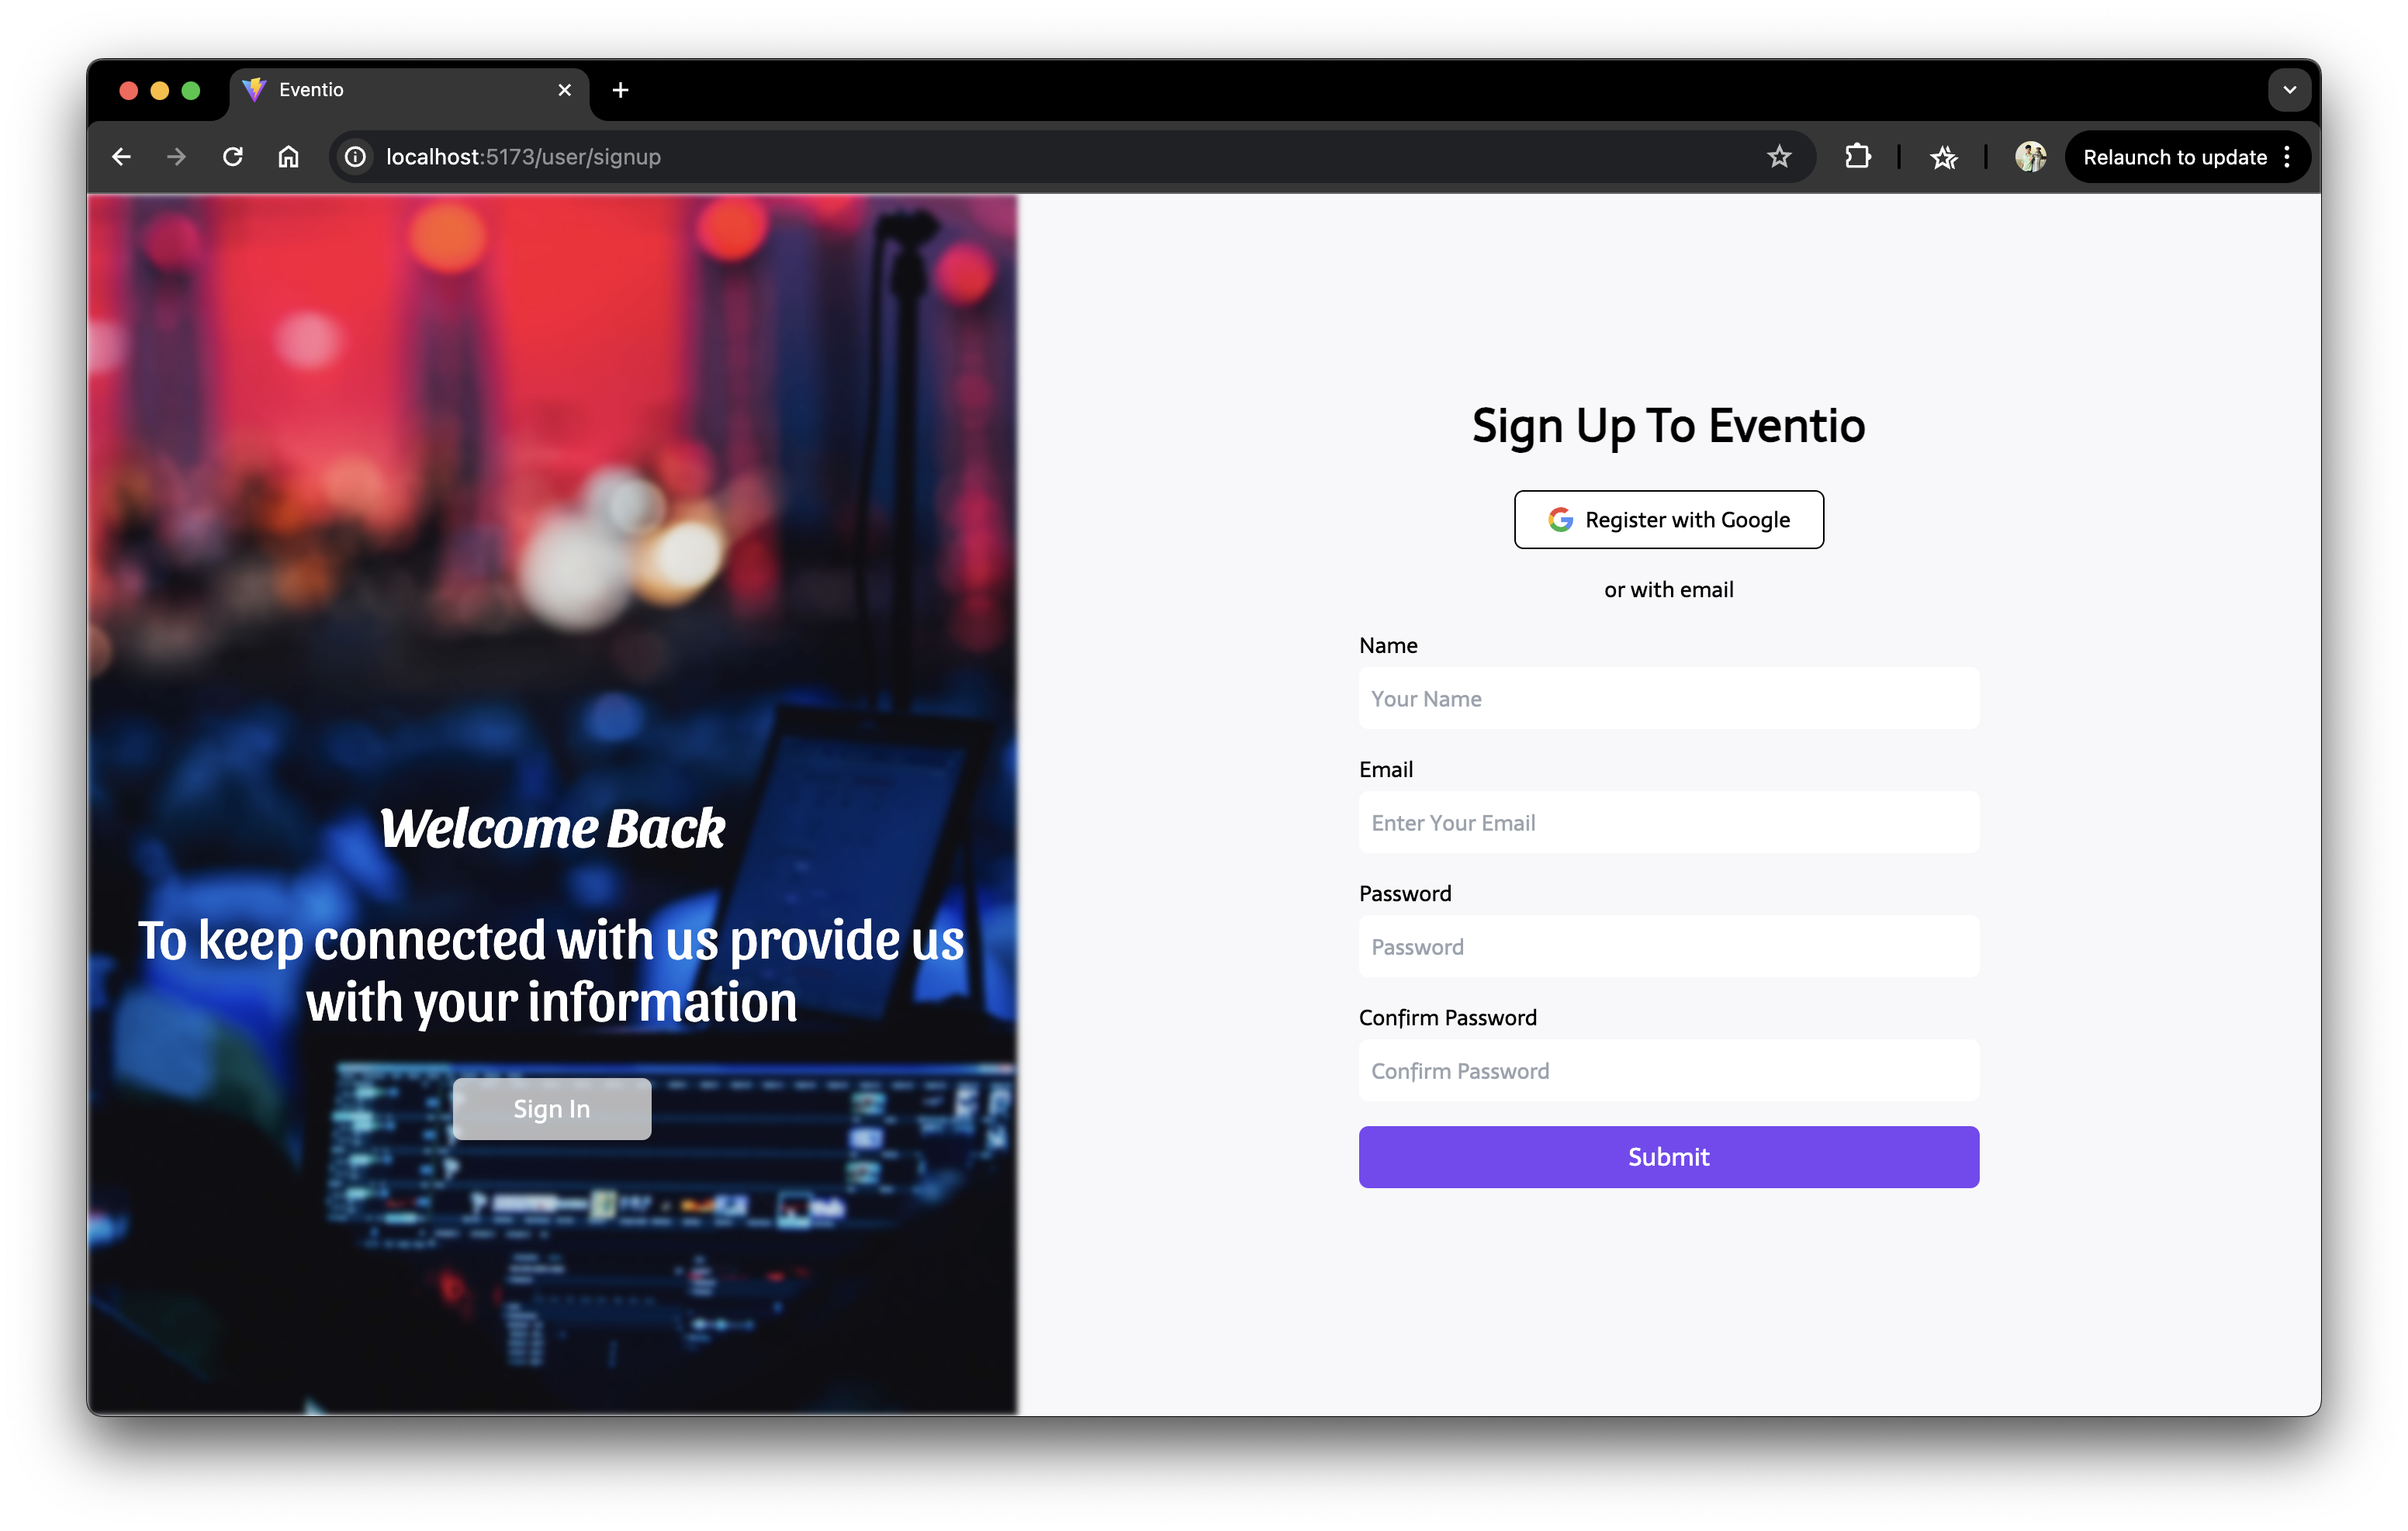 Eventio
localhost:5173/user/signup
Relaunch to update
Welcome Back
To keep connected with us provide us
with your information
Sign In
Sign Up To Eventio
Register with Google
or with email
Name
Your Name
Email
Enter Your Email
Password
Password
Confirm Password
Confirm Password
Submit